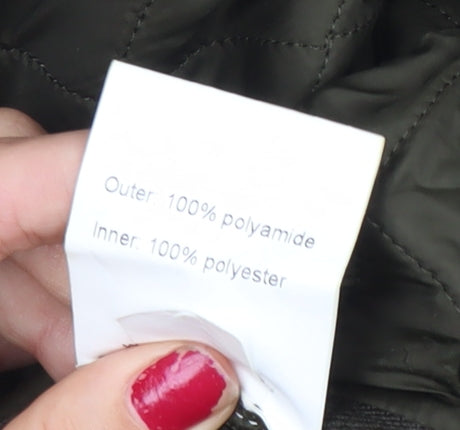 Outer: 100% polyamide
Inner: 100% polyester